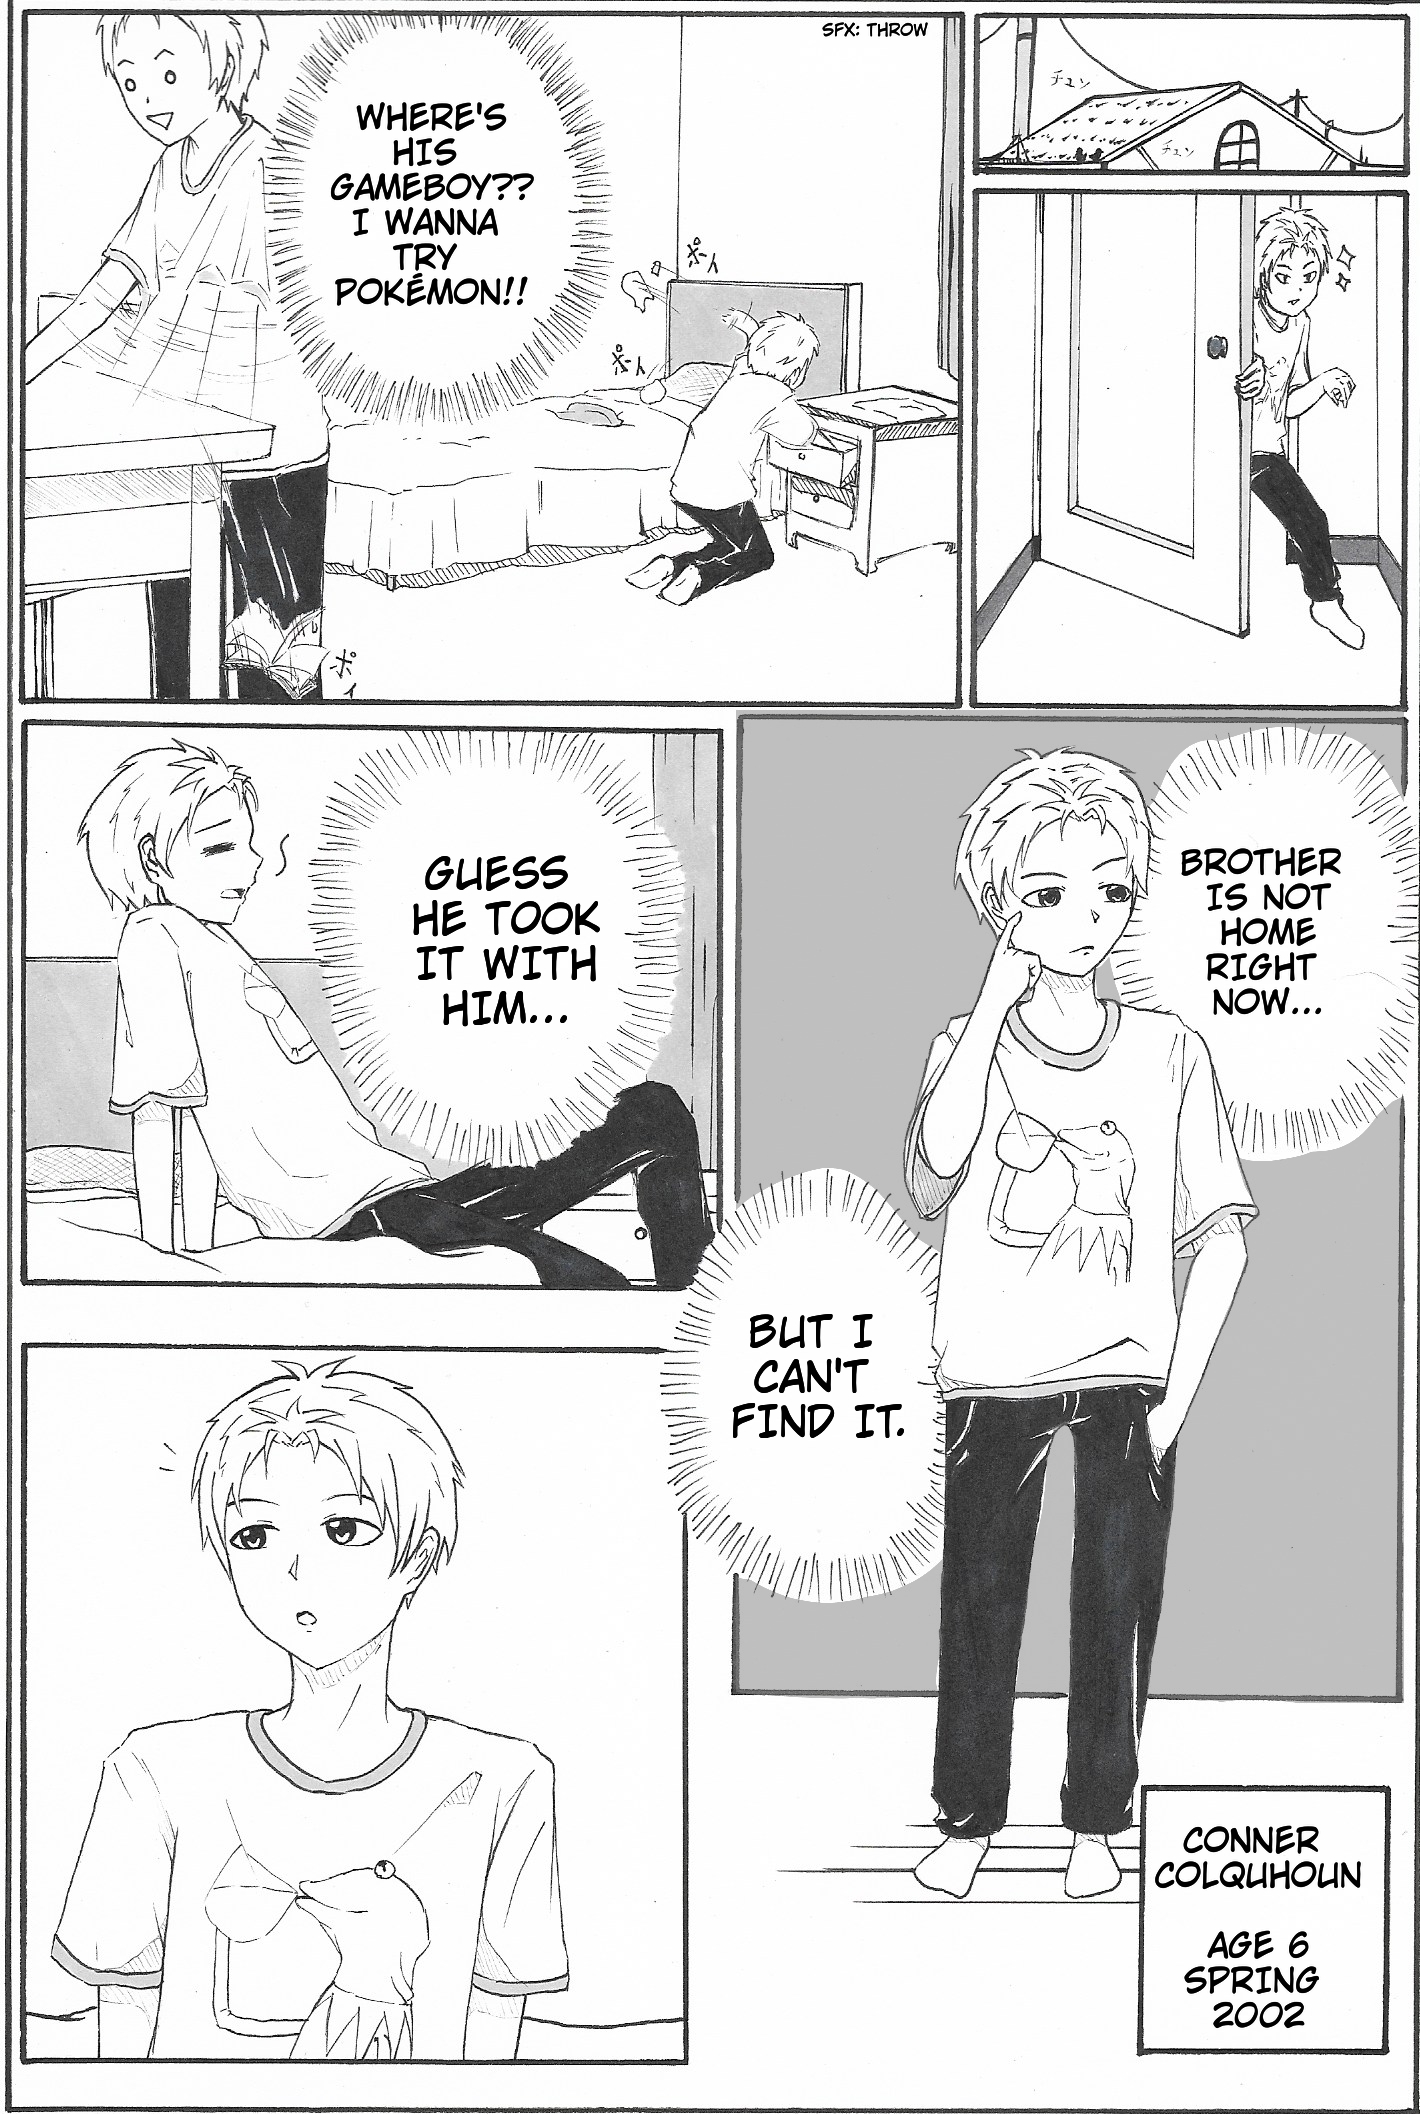 チュン
チュン
SFX: THROW
WHERE'S
HIS
GAMEBOY??
I WANNA
TRY
POKÉMON!!
ポイ
ポイ
ポイ
BROTHER
IS NOT
HOME
RIGHT
NOW...
BUT I
CAN'T
FIND IT.
CONNER
COLQUHOUN
AGE 6
SPRING
2002
GUESS
HE TOOK
IT WITH
HIM...